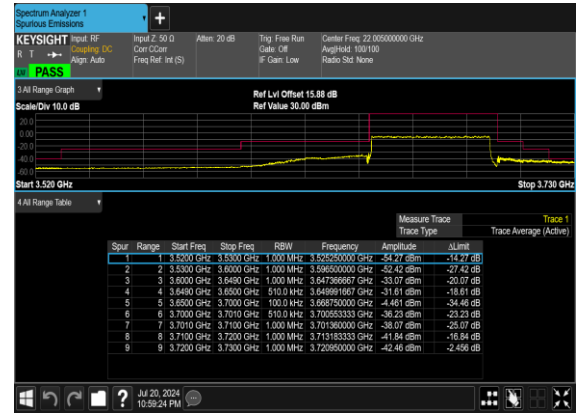 Spectrum Analyzer 1
Spurious Emissions
+
KEYSIGHT Input: RF Input Z: 50 Ω Atten: 20 dB Trig: Free Run Center Freq: 22.005000000 GHz
R T Coupling: DC Corr CCorr Gate: Off Avg|Hold: 100/100
Align: Auto Freq Ref: Int (S) IF Gain: Low Radio Std: None
PASS
3 All Range Graph
Ref Lvl Offset 15.88 dB
Scale/Div 10.0 dB Ref Value 30.00 dBm
20.0
0.00
-20.0
-40.0
-60.0
Start 3.520 GHz Stop 3.730 GHz
4 All Range Table
Measure Trace Trace 1
Trace Type Trace Average (Active)
Spur Range Start Freq Stop Freq RBW Frequency Amplitude ΔLimit
1 1 3.5200 GHz 3.5300 GHz 1.000 MHz 3.525250000 GHz -54.27 dBm -14.27 dB
2 2 3.5300 GHz 3.6000 GHz 1.000 MHz 3.596500000 GHz -52.42 dBm -27.42 dB
3 3 3.6000 GHz 3.6490 GHz 1.000 MHz 3.647366667 GHz -33.07 dBm -20.07 dB
4 4 3.6490 GHz 3.6500 GHz 510.0 kHz 3.649991667 GHz -31.61 dBm -18.61 dB
5 5 3.6500 GHz 3.7000 GHz 100.0 kHz 3.668750000 GHz -4.461 dBm -34.46 dB
6 6 3.7000 GHz 3.7010 GHz 510.0 kHz 3.700553333 GHz -36.23 dBm -23.23 dB
7 7 3.7010 GHz 3.7100 GHz 1.000 MHz 3.701360000 GHz -38.07 dBm -25.07 dB
8 8 3.7100 GHz 3.7200 GHz 1.000 MHz 3.713183333 GHz -41.84 dBm -16.84 dB
9 9 3.7200 GHz 3.7300 GHz 1.000 MHz 3.720950000 GHz -42.46 dBm -2.456 dB
?
Jul 20, 2024
10:59:24 PM